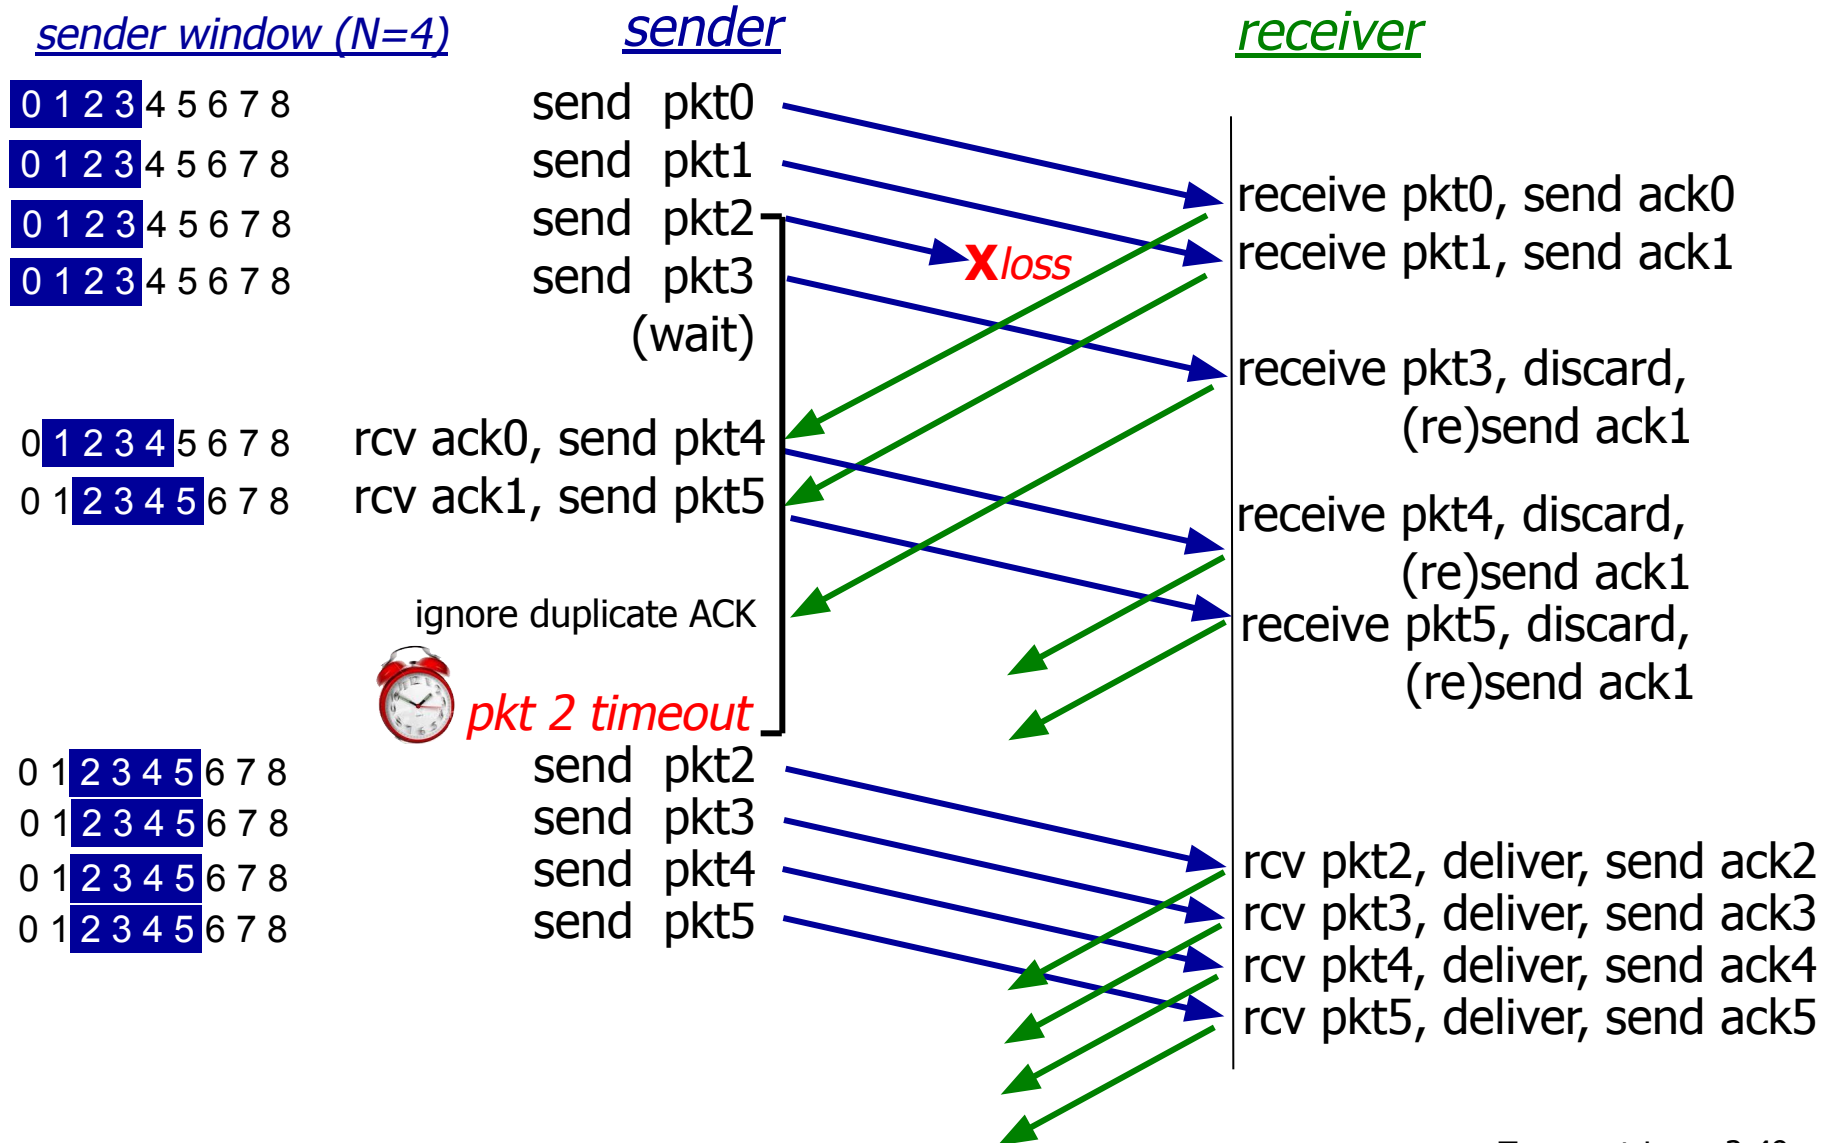 sender window (N=4) sender receiver
0 1 2 3 4 5 6 7 8 send pkt0
0 1 2 3 4 5 6 7 8 send pkt1
receive pkt0, send ack0
0 1 2 3 4 5 6 7 8 send pkt2
receive pkt1, send ack1
X loss
0 1 2 3 4 5 6 7 8 send pkt3
(wait)
receive pkt3, discard,
(re)send ack1
0 1 2 3 4 5 6 7 8 rcv ack0, send pkt4
0 1 2 3 4 5 6 7 8 rcv ack1, send pkt5
receive pkt4, discard,
(re)send ack1
ignore duplicate ACK
receive pkt5, discard,
(re)send ack1
pkt 2 timeout
0 1 2 3 4 5 6 7 8 send pkt2
0 1 2 3 4 5 6 7 8 send pkt3
0 1 2 3 4 5 6 7 8 send pkt4
0 1 2 3 4 5 6 7 8 send pkt5
rcv pkt2, deliver, send ack2
rcv pkt3, deliver, send ack3
rcv pkt4, deliver, send ack4
rcv pkt5, deliver, send ack5